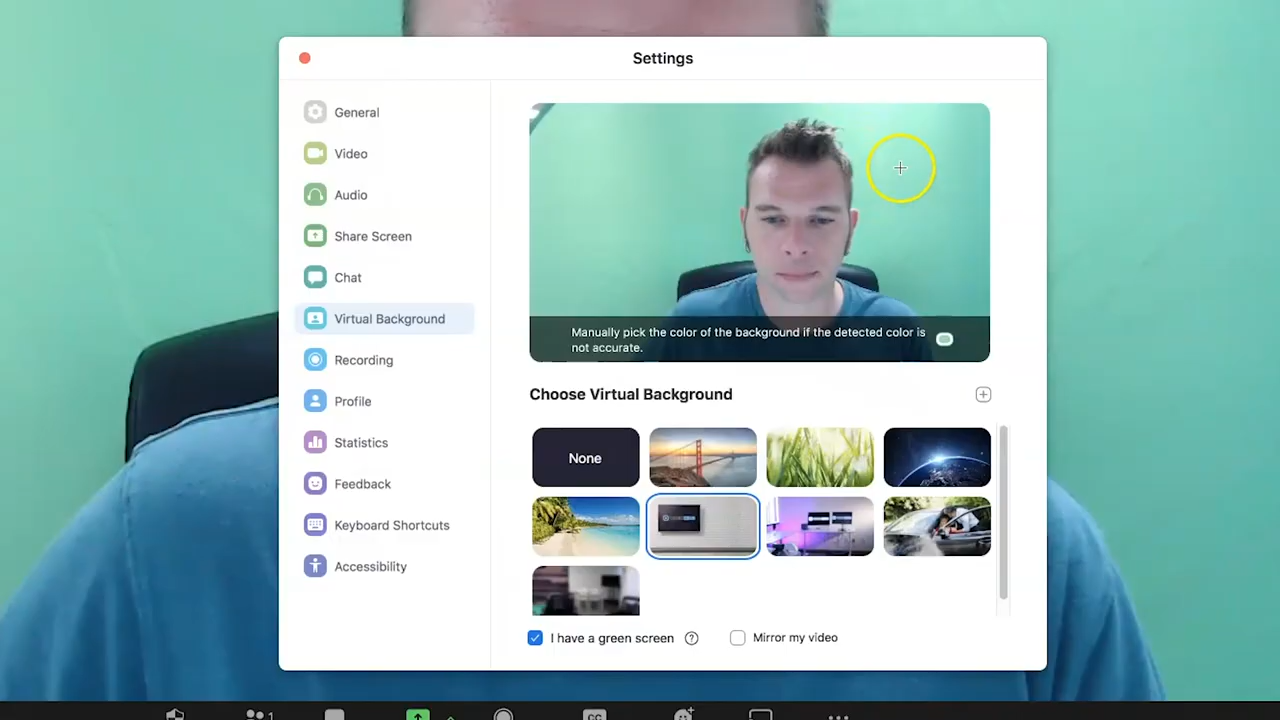 Settings
General
Video
Audio
Share Screen
Chat
Virtual Background
Recording
Profile
Statistics
Feedback
Keyboard Shortcuts
Accessibility
Manually pick the color of the background if the detected color is
not accurate.
Choose Virtual Background
None
I have a green screen
Mirror my video
1
CC